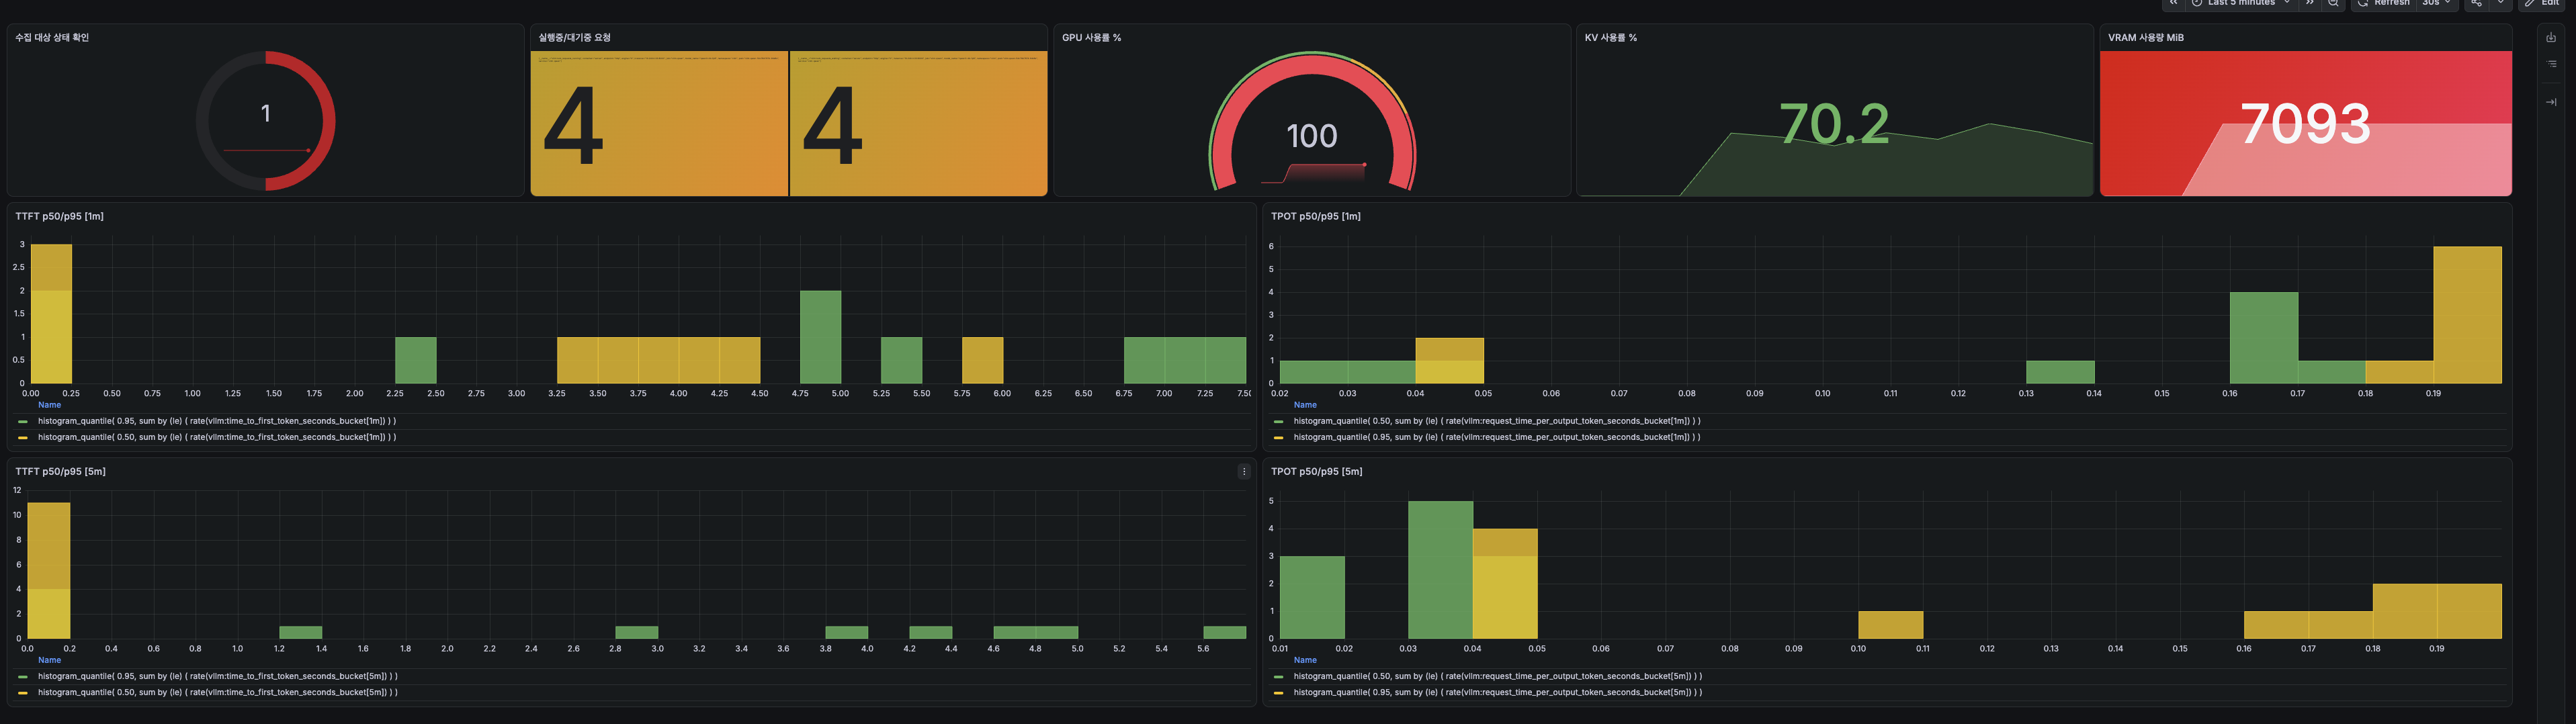 Last 5 minutes
Refresh 30s
Edit
수집 대상 상태 확인
1
실행중/대기중 요청
4
4
GPU 사용률 %
100
KV 사용률 %
70.2
VRAM 사용량 MiB
7093
TTFT p50/p95 [1m]
3
2.5
2
1.5
1
0.5
0
0.00 0.25 0.50 0.75 1.00 1.25 1.50 1.75 2.00 2.25 2.50 2.75 3.00 3.25 3.50 3.75 4.00 4.25 4.50 4.75 5.00 5.25 5.50 5.75 6.00 6.25 6.50 6.75 7.00 7.25 7.50
Name
histogram_quantile( 0.95, sum by (le) ( rate(vllm:time_to_first_token_seconds_bucket[1m]) ) )
histogram_quantile( 0.50, sum by (le) ( rate(vllm:time_to_first_token_seconds_bucket[1m]) ) )
TPOT p50/p95 [1m]
6
5
4
3
2
1
0
0.02 0.03 0.04 0.05 0.06 0.07 0.08 0.09 0.10 0.11 0.12 0.13 0.14 0.15 0.16 0.17 0.18 0.19
Name
histogram_quantile( 0.50, sum by (le) ( rate(vllm:request_time_per_output_token_seconds_bucket[1m]) ) )
histogram_quantile( 0.95, sum by (le) ( rate(vllm:request_time_per_output_token_seconds_bucket[1m]) ) )
TTFT p50/p95 [5m]
12
10
8
6
4
2
0
0.0 0.2 0.4 0.6 0.8 1.0 1.2 1.4 1.6 1.8 2.0 2.2 2.4 2.6 2.8 3.0 3.2 3.4 3.6 3.8 4.0 4.2 4.4 4.6 4.8 5.0 5.2 5.4 5.6
Name
histogram_quantile( 0.95, sum by (le) ( rate(vllm:time_to_first_token_seconds_bucket[5m]) ) )
histogram_quantile( 0.50, sum by (le) ( rate(vllm:time_to_first_token_seconds_bucket[5m]) ) )
TPOT p50/p95 [5m]
5
4
3
2
1
0
0.01 0.02 0.03 0.04 0.05 0.06 0.07 0.08 0.09 0.10 0.11 0.12 0.13 0.14 0.15 0.16 0.17 0.18 0.19
Name
histogram_quantile( 0.50, sum by (le) ( rate(vllm:request_time_per_output_token_seconds_bucket[5m]) ) )
histogram_quantile( 0.95, sum by (le) ( rate(vllm:request_time_per_output_token_seconds_bucket[5m]) ) )